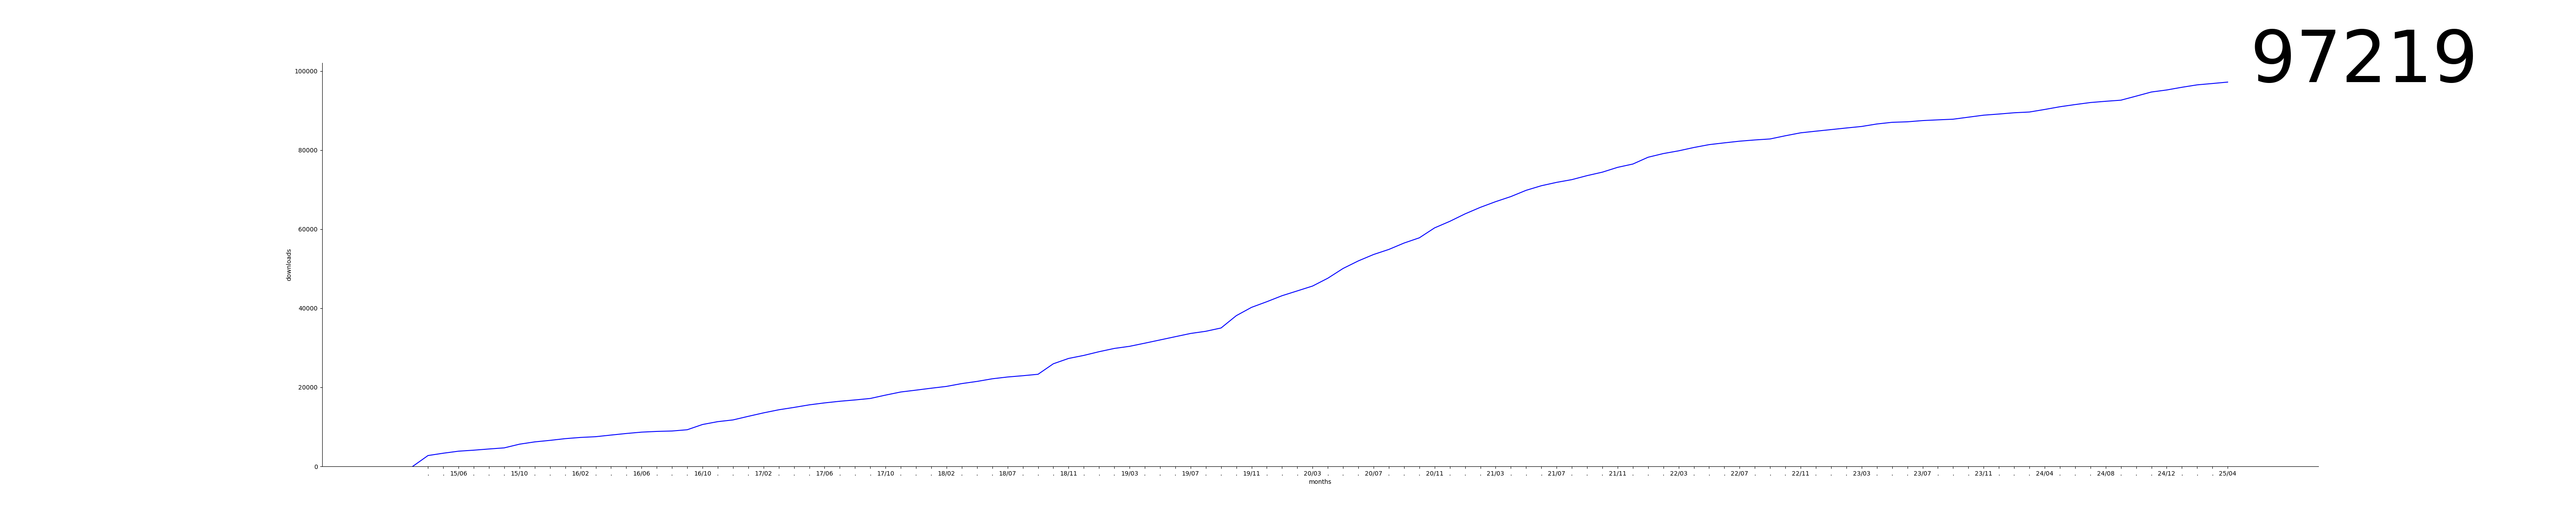 97219
100000
80000
60000
40000
20000
0
downloads
. . 15/06 . . . 15/10 . . . 16/02 . . . 16/06 . . . 16/10 . . . 17/02 . . . 17/06 . . . 17/10 . . . 18/02 . . . 18/07 . . . 18/11 . . . 19/03 . . . 19/07 . . . 19/11 . . . 20/03 . . . 20/07 . . . 20/11 . . . 21/03 . . . 21/07 . . . 21/11 . . . 22/03 . . . 22/07 . . . 22/11 . . . 23/03 . . . 23/07 . . . 23/11 . . . 24/04 . . . 24/08 . . . 24/12 . . . 25/04
months